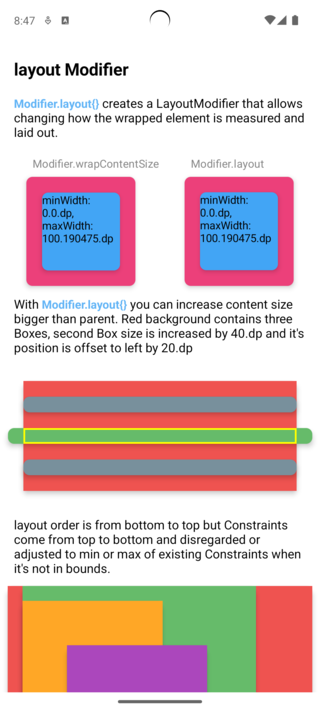 8:47
layout Modifier
Modifier.layout{} creates a LayoutModifier that allows
changing how the wrapped element is measured and
laid out.
Modifier.wrapContentSize Modifier.layout
minWidth:
0.0.dp,
maxWidth:
100.190475.dp
minWidth:
0.0.dp,
maxWidth:
100.190475.dp
With Modifier.layout{} you can increase content size
bigger than parent. Red background contains three
Boxes, second Box size is increased by 40.dp and it's
position is offset to left by 20.dp
layout order is from bottom to top but Constraints
come from top to bottom and disregarded or
adjusted to min or max of existing Constraints when
it's not in bounds.